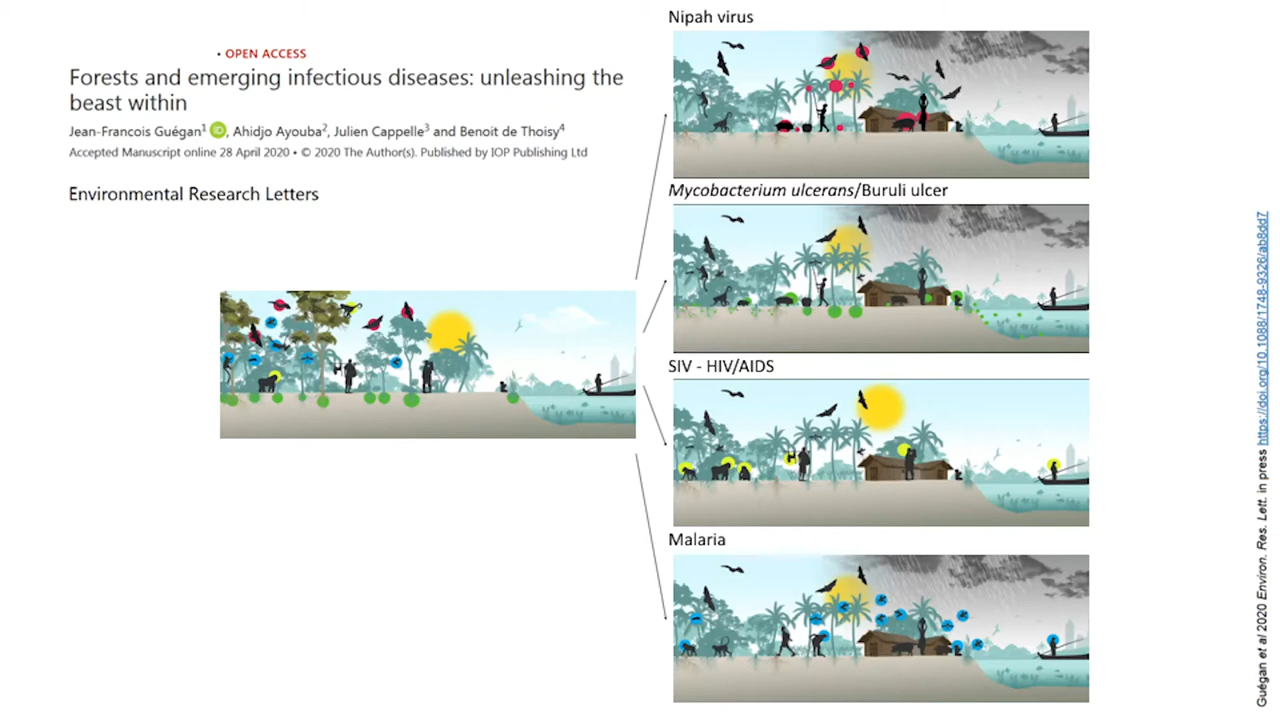 • OPEN ACCESS
Forests and emerging infectious diseases: unleashing the
beast within
Jean-Francois Guégan¹ iD, Ahidjo Ayouba², Julien Cappelle³ and Benoit de Thoisy⁴
Accepted Manuscript online 28 April 2020 • © 2020 The Author(s). Published by IOP Publishing Ltd
Environmental Research Letters
Nipah virus
Mycobacterium ulcerans/Buruli ulcer
SIV - HIV/AIDS
Malaria
Guégan et al 2020 Environ. Res. Lett. in press https://doi.org/10.1088/1748-9326/ab8dd7